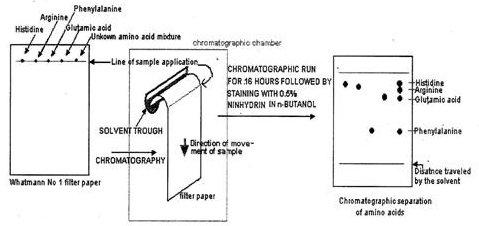 Phenylalanine
Arginine
Glutamic acid
Histidine
Unkown amino acid mixture
Line of sample application
Whatmann No 1 filter paper
chromatographic chamber
SOLVENT TROUGH
CHROMATOGRAPHY
Direction of move-
ment of sample
filter paper
CHROMATOGRAPHIC RUN
FOR 16 HOURS FOLLOWED BY
STAINING WITH 0.5%
NINHYDRIN IN n-BUTANOL
Histidine
Arginine
Glutamic acid
Phenylalanine
Disatnce traveled
by the solvent
Chromatographic separation
of amino acids